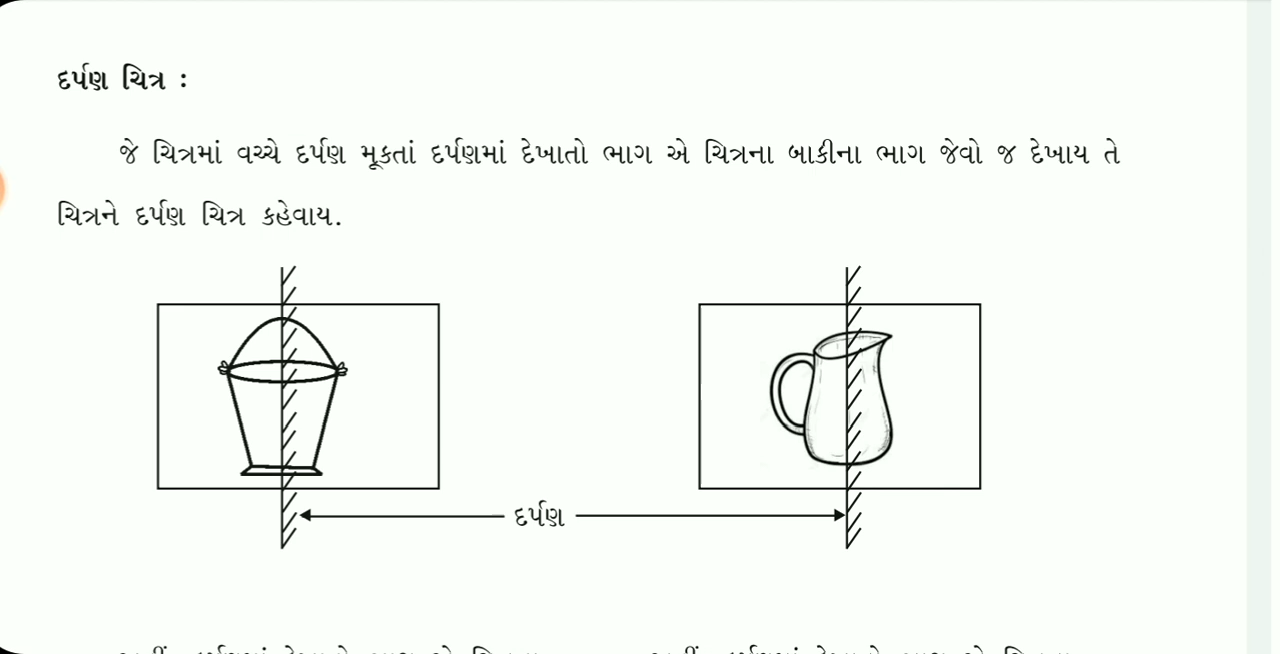 દર્પણ ચિત્ર :
જે ચિત્રમાં વચ્ચે દર્પણ મૂકતાં દર્પણમાં દેખાતો ભાગ એ ચિત્રના બાકીના ભાગ જેવો જ દેખાય તે
ચિત્રને દર્પણ ચિત્ર કહેવાય.
દર્પણ